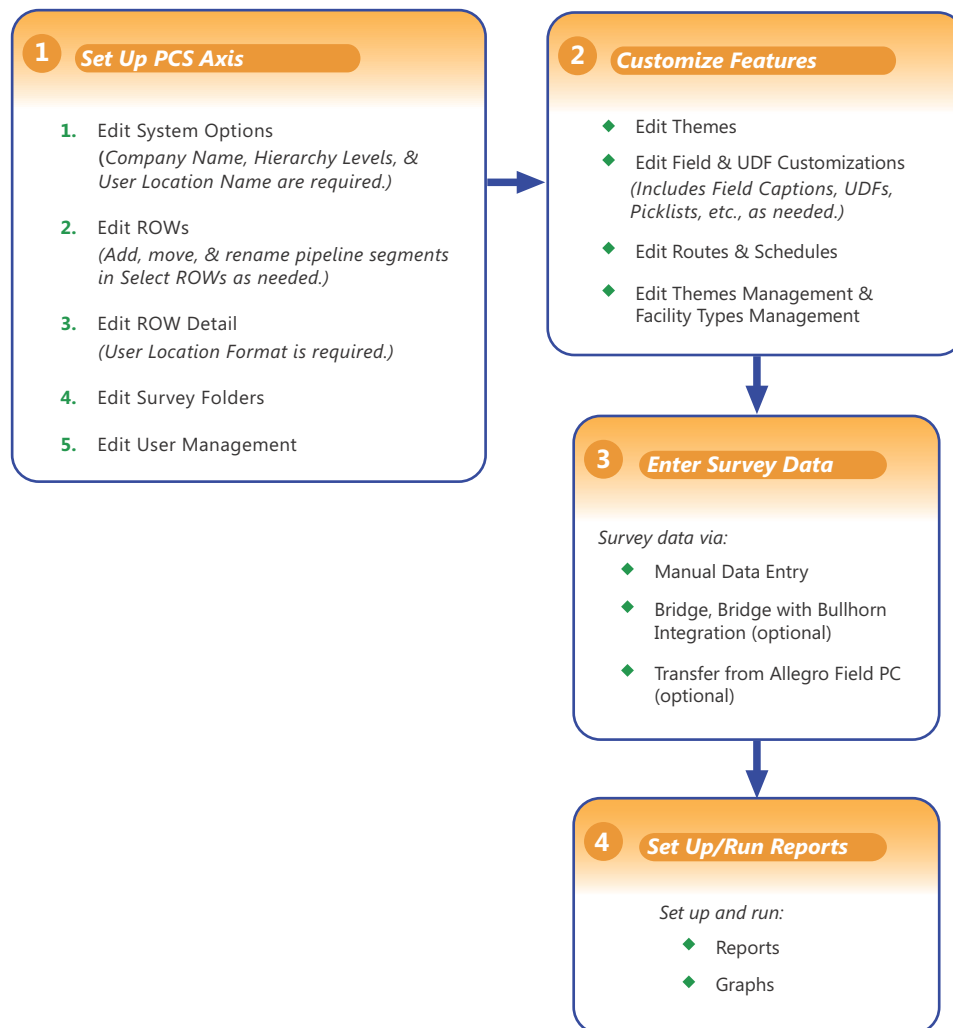 1
Set Up PCS Axis
1. Edit System Options
(Company Name, Hierarchy Levels, &
User Location Name are required.)
2. Edit ROWs
(Add, move, & rename pipeline segments
in Select ROWs as needed.)
3. Edit ROW Detail
(User Location Format is required.)
4. Edit Survey Folders
5. Edit User Management
2
Customize Features
Edit Themes
Edit Field & UDF Customizations
(Includes Field Captions, UDFs,
Picklists, etc., as needed.)
Edit Routes & Schedules
Edit Themes Management &
Facility Types Management
3
Enter Survey Data
Survey data via:
Manual Data Entry
Bridge, Bridge with Bullhorn
Integration (optional)
Transfer from Allegro Field PC
(optional)
4
Set Up/Run Reports
Set up and run:
Reports
Graphs